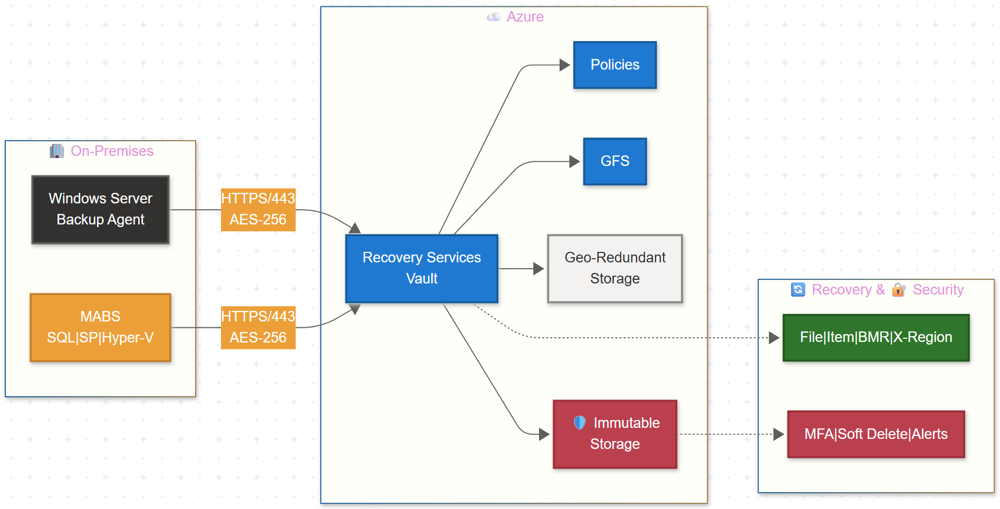 Azure
Policies
GFS
On-Premises
Windows Server
Backup Agent
HTTPS/443
AES-256
Recovery Services
Vault
Geo-Redundant
Storage
MABS
SQL|SP|Hyper-V
HTTPS/443
AES-256
Recovery & Security
File|Item|BMR|X-Region
Immutable
Storage
MFA|Soft Delete|Alerts